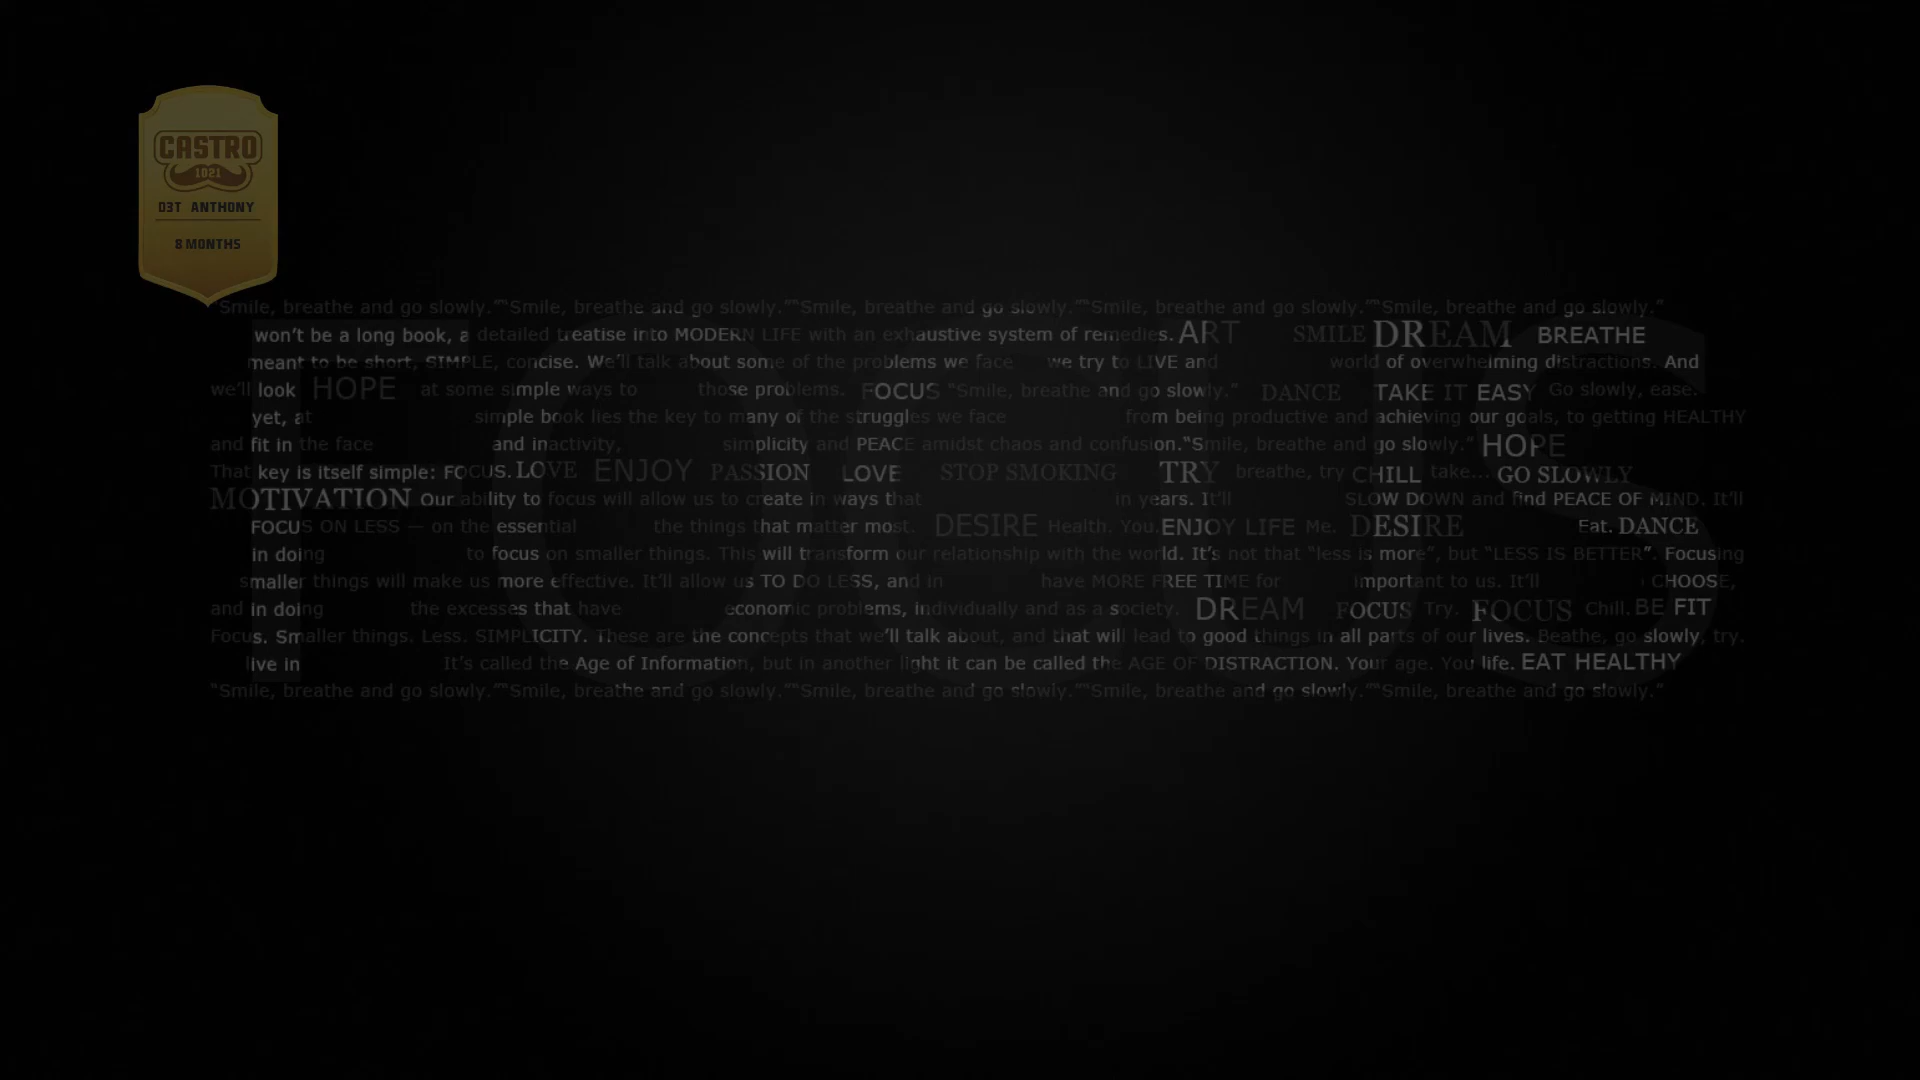 CASTRO
1021
D3T ANTHONY
8 MONTHS
“Smile, breathe and go slowly.”“Smile, breathe and go slowly.”“Smile, breathe and go slowly.”“Smile, breathe and go slowly.”“Smile, breathe and go slowly.”
won’t be a long book, a detailed treatise into MODERN LIFE with an exhaustive system of remedies. ART SMILE DREAM BREATHE
meant to be short, SIMPLE, concise. We’ll talk about some of the problems we face we try to LIVE and world of overwhelming distractions. And
we’ll look HOPE at some simple ways to those problems. FOCUS “Smile, breathe and go slowly.” DANCE TAKE IT EASY Go slowly, ease.
yet, at simple book lies the key to many of the struggles we face from being productive and achieving our goals, to getting HEALTHY
and fit in the face and inactivity, simplicity and PEACE amidst chaos and confusion.“Smile, breathe and go slowly.” HOPE
That key is itself simple: FOCUS. LOVE ENJOY PASSION LOVE STOP SMOKING TRY breathe, try CHILL take... GO SLOWLY
MOTIVATION Our ability to focus will allow us to create in ways that in years. It’ll SLOW DOWN and find PEACE OF MIND. It’ll
FOCUS ON LESS — on the essential the things that matter most. DESIRE Health. You. ENJOY LIFE Me. DESIRE Eat. DANCE
in doing to focus on smaller things. This will transform our relationship with the world. It’s not that “less is more”, but “LESS IS BETTER”. Focusing
smaller things will make us more effective. It’ll allow us TO DO LESS, and in have MORE FREE TIME for important to us. It’ll CHOOSE,
and in doing the excesses that have economic problems, individually and as a society. DREAM FOCUS Try. FOCUS Chill. BE FIT
Focus. Smaller things. Less. SIMPLICITY. These are the concepts that we’ll talk about, and that will lead to good things in all parts of our lives. Beathe, go slowly, try.
live in It’s called the Age of Information, but in another light it can be called the AGE OF DISTRACTION. Your age. You life. EAT HEALTHY
“Smile, breathe and go slowly.”“Smile, breathe and go slowly.”“Smile, breathe and go slowly.”“Smile, breathe and go slowly.”“Smile, breathe and go slowly.”